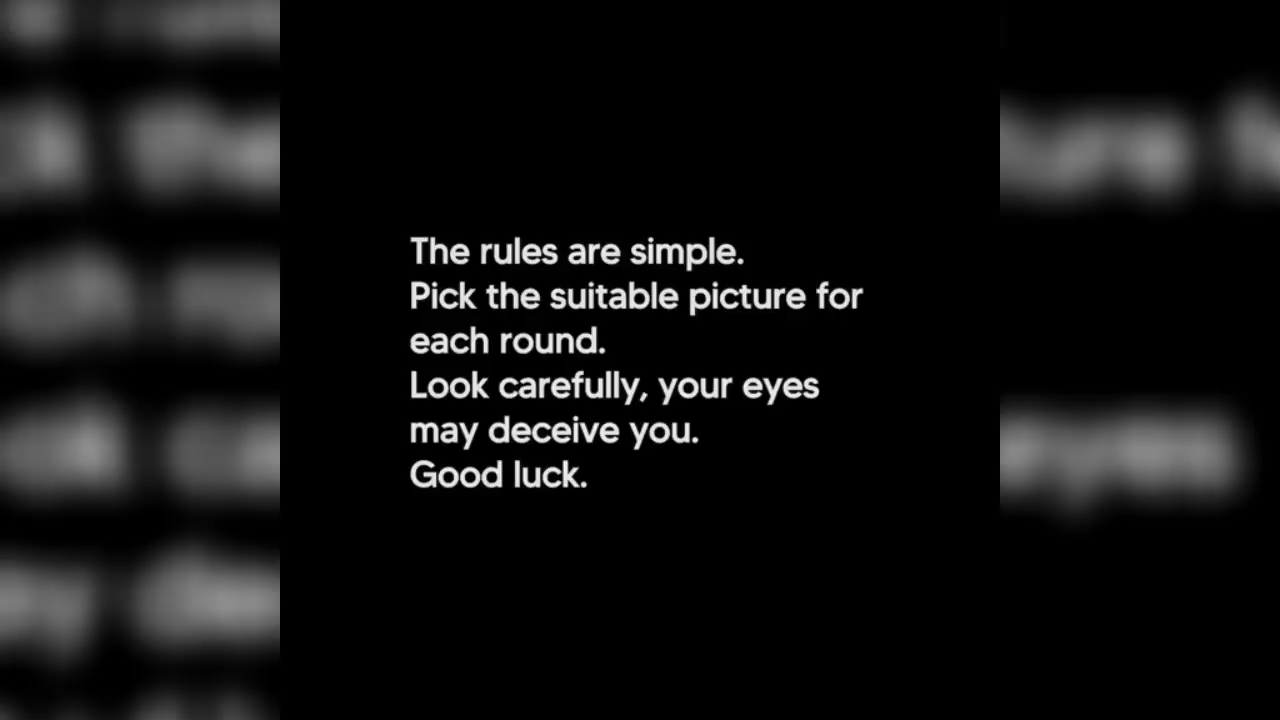 The rules are simple.
Pick the suitable picture for
each round.
Look carefully, your eyes
may deceive you.
Good luck.